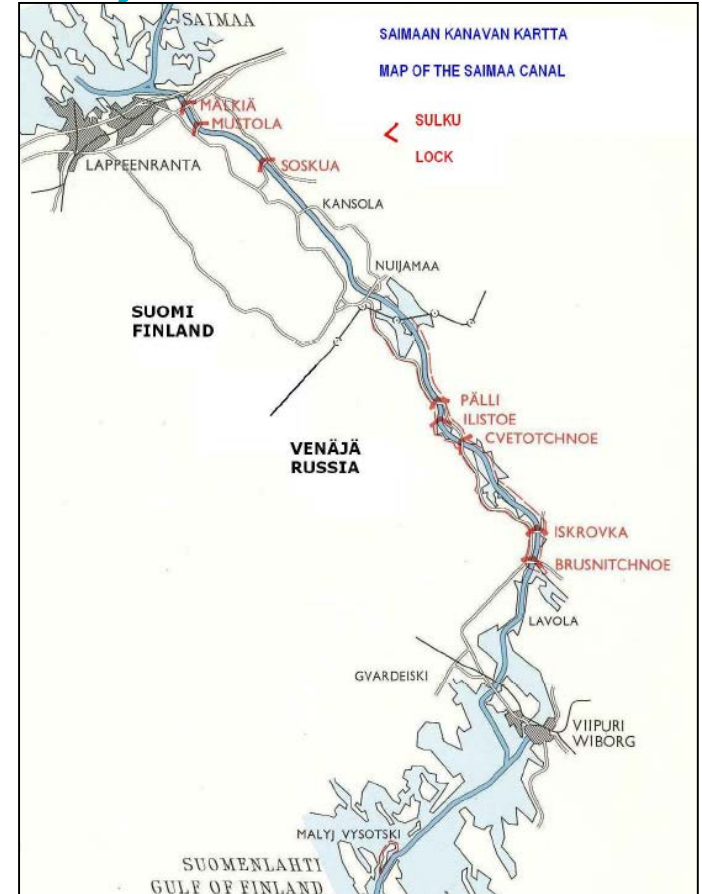 SAIMAA
SAIMAAN KANAVAN KARTTA
MAP OF THE SAIMAA CANAL
MÄLKIÄ
MUSTOLA
SULKU
LOCK
LAPPEENRANTA
SOSKUA
KANSOLA
NUIJAMAA
SUOMI
FINLAND
PÄLLI
ILISTOE
CVETOTCHNOE
VENÄJÄ
RUSSIA
ISKROVKA
BRUSNITCHNOE
LAVOLA
GVARDEISKI
VIIPURI
WIBORG
MALYJ VYSOTSKI
SUOMENLAHTI
GULF OF FINLAND